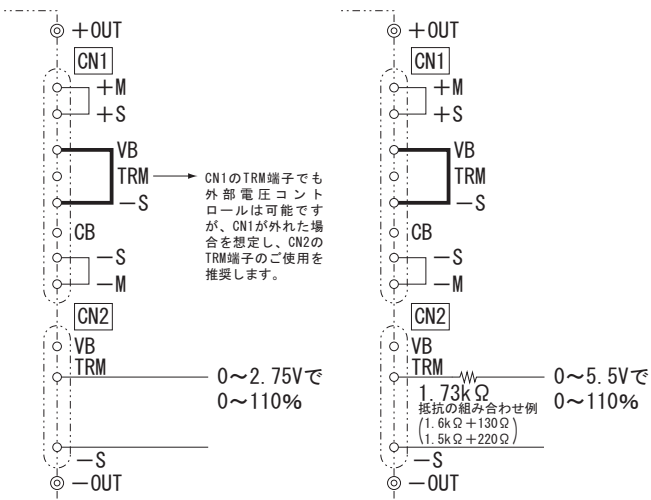 +OUT
CN1
+M
+S
VB
TRM
−S
CB
−S
−M
CN2
VB
TRM
−S
−OUT
CN1のTRM端子でも
外部電圧コント
ロールは可能です
が、CN1が外れた場
合を想定し、CN2の
TRM端子のご使用を
推奨します。
0〜2.75Vで
0〜110%
+OUT
CN1
+M
+S
VB
TRM
−S
CB
−S
−M
CN2
VB
TRM
1.73kΩ
抵抗の組み合わせ例
(1.6kΩ+130Ω
1.5kΩ+220Ω)
−S
−OUT
0〜5.5Vで
0〜110%